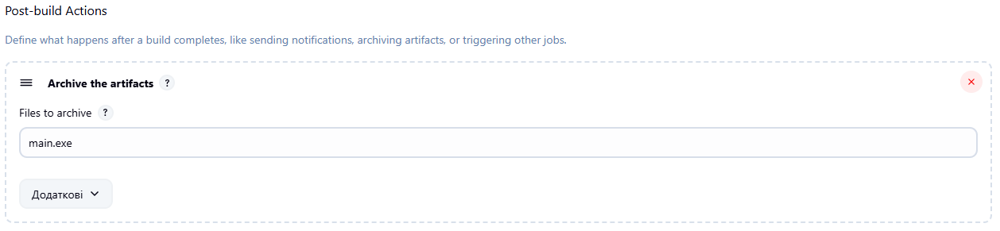 Post-build Actions
Define what happens after a build completes, like sending notifications, archiving artifacts, or triggering other jobs.
Archive the artifacts ?
Files to archive ?
main.exe
Додаткові